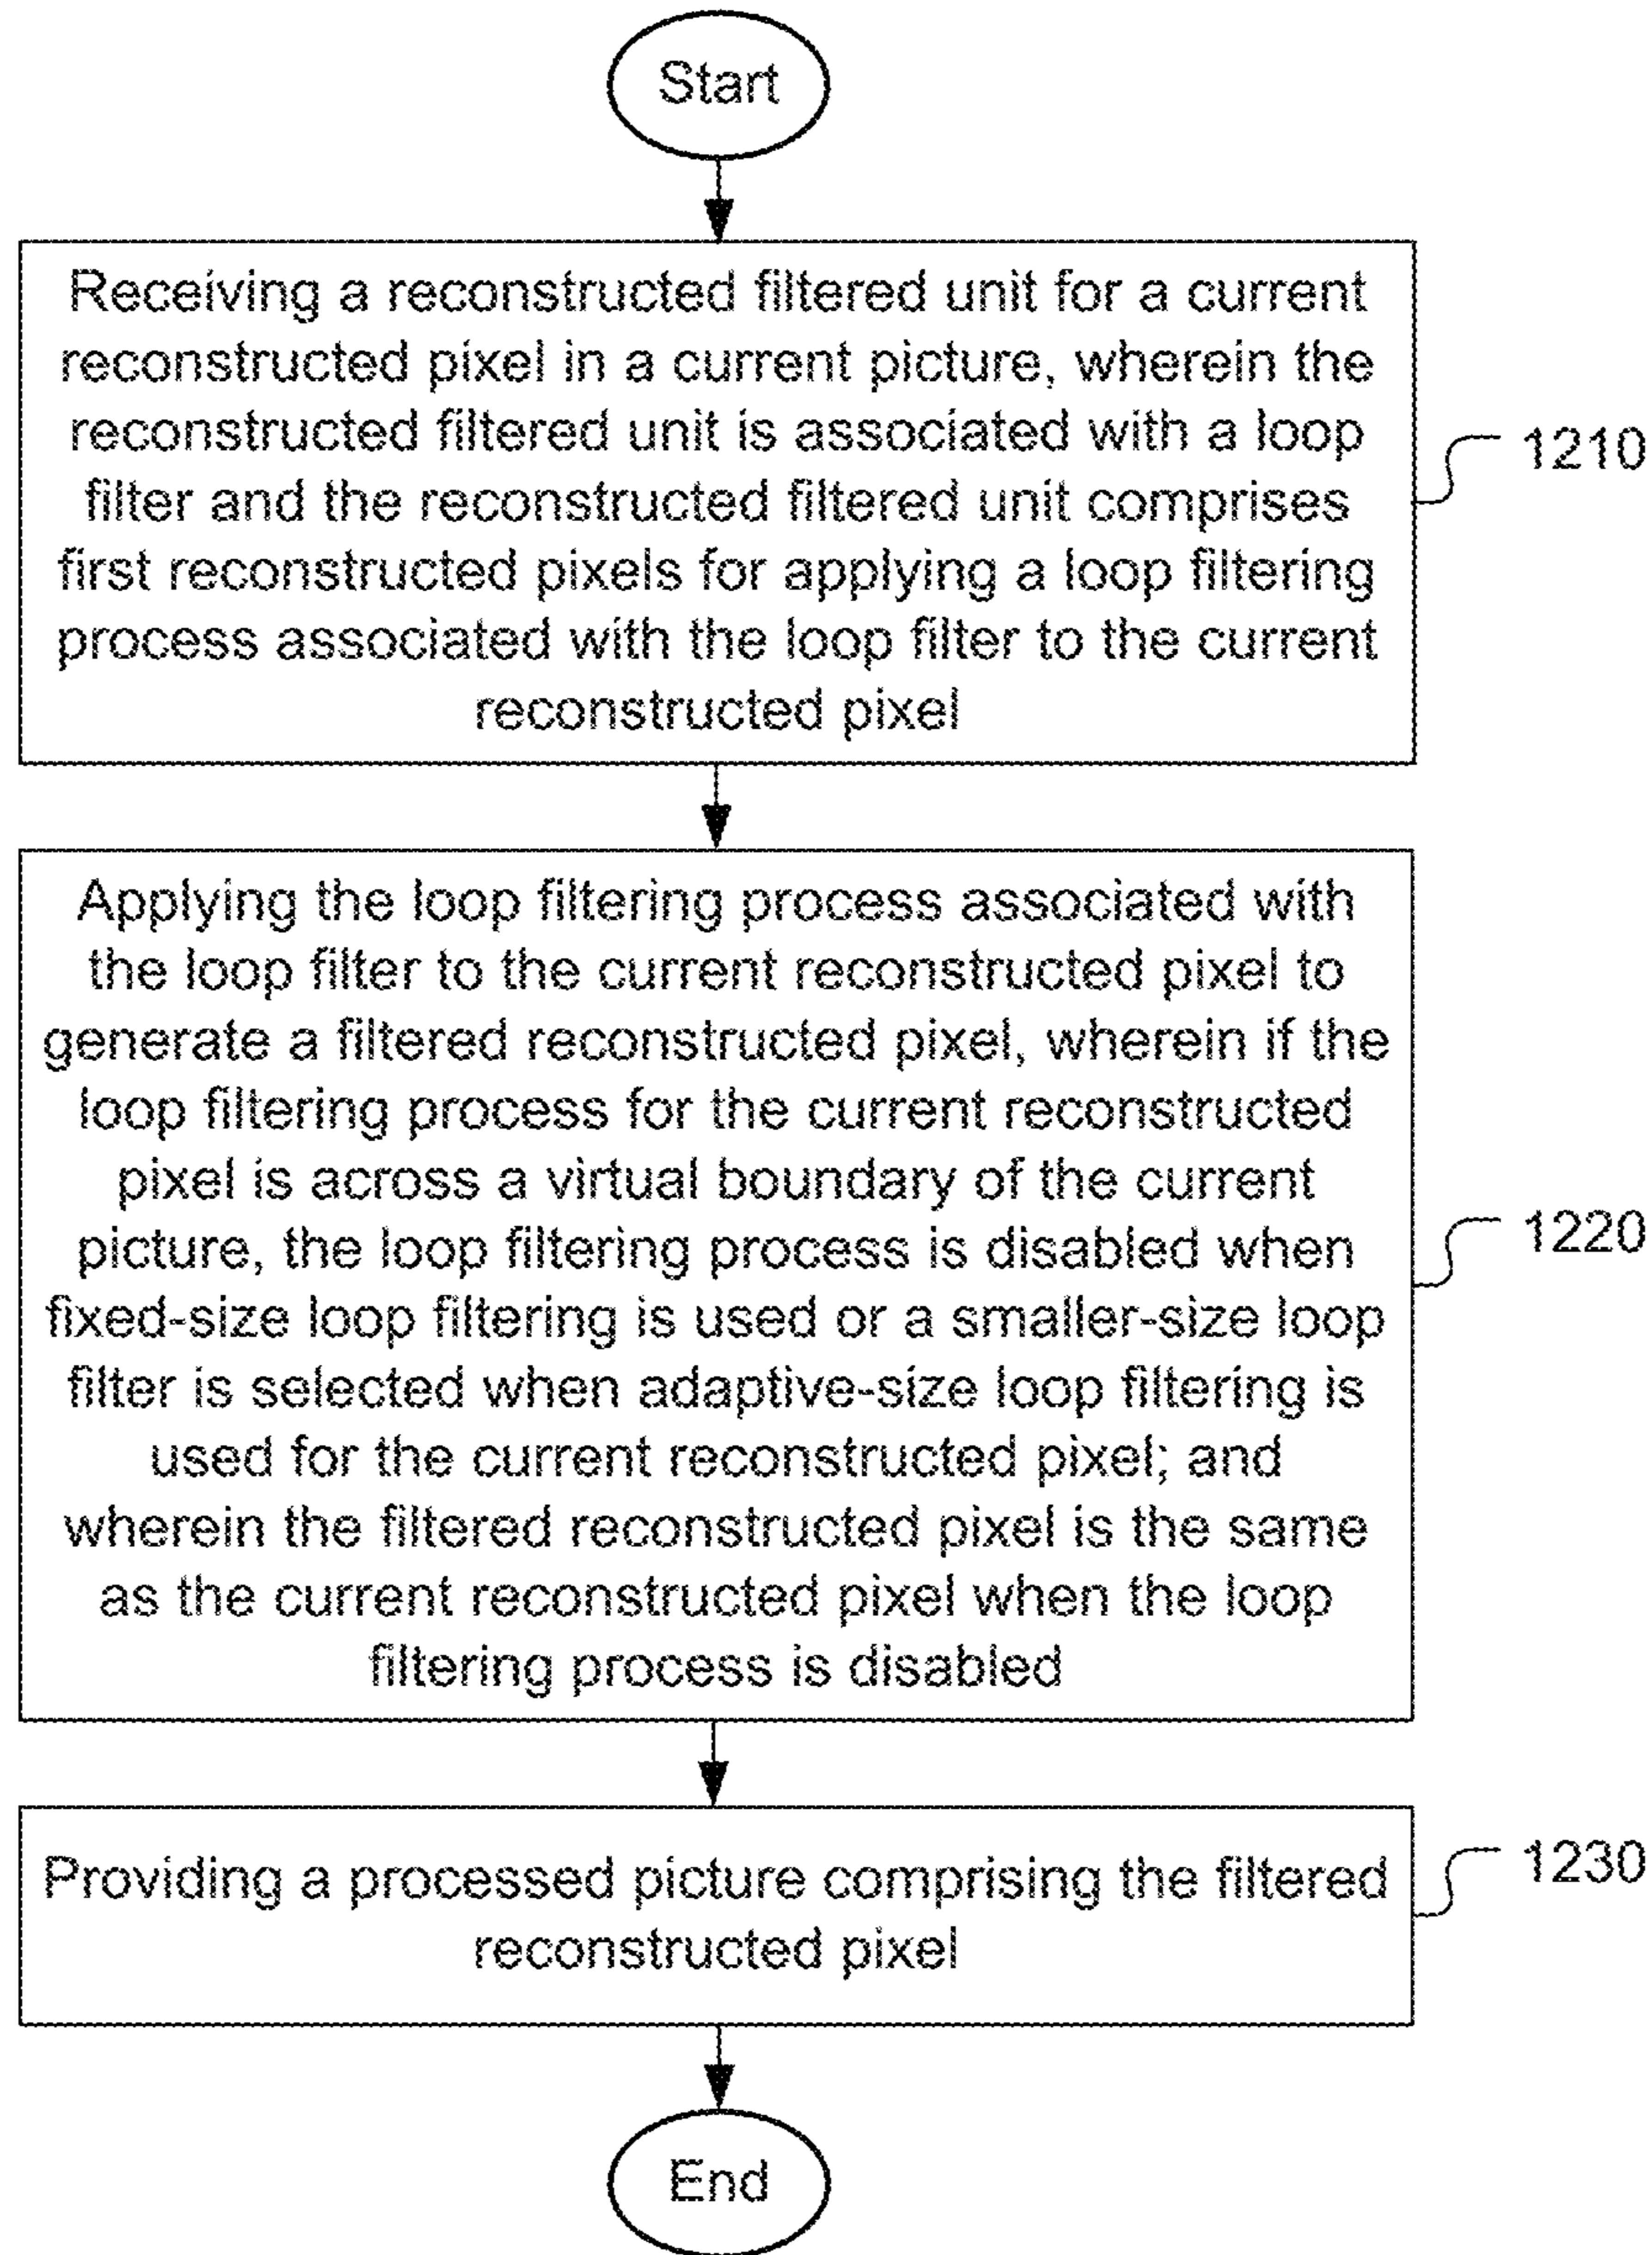 Start
Receiving a reconstructed filtered unit for a current
reconstructed pixel in a current picture, wherein the
reconstructed filtered unit is associated with a loop
filter and the reconstructed filtered unit comprises
first reconstructed pixels for applying a loop filtering
process associated with the loop filter to the current
reconstructed pixel
1210
Applying the loop filtering process associated with
the loop filter to the current reconstructed pixel to
generate a filtered reconstructed pixel, wherein if the
loop filtering process for the current reconstructed
pixel is across a virtual boundary of the current
picture, the loop filtering process is disabled when
fixed-size loop filtering is used or a smaller-size loop
filter is selected when adaptive-size loop filtering is
used for the current reconstructed pixel; and
wherein the filtered reconstructed pixel is the same
as the current reconstructed pixel when the loop
filtering process is disabled
1220
Providing a processed picture comprising the filtered
reconstructed pixel
1230
End